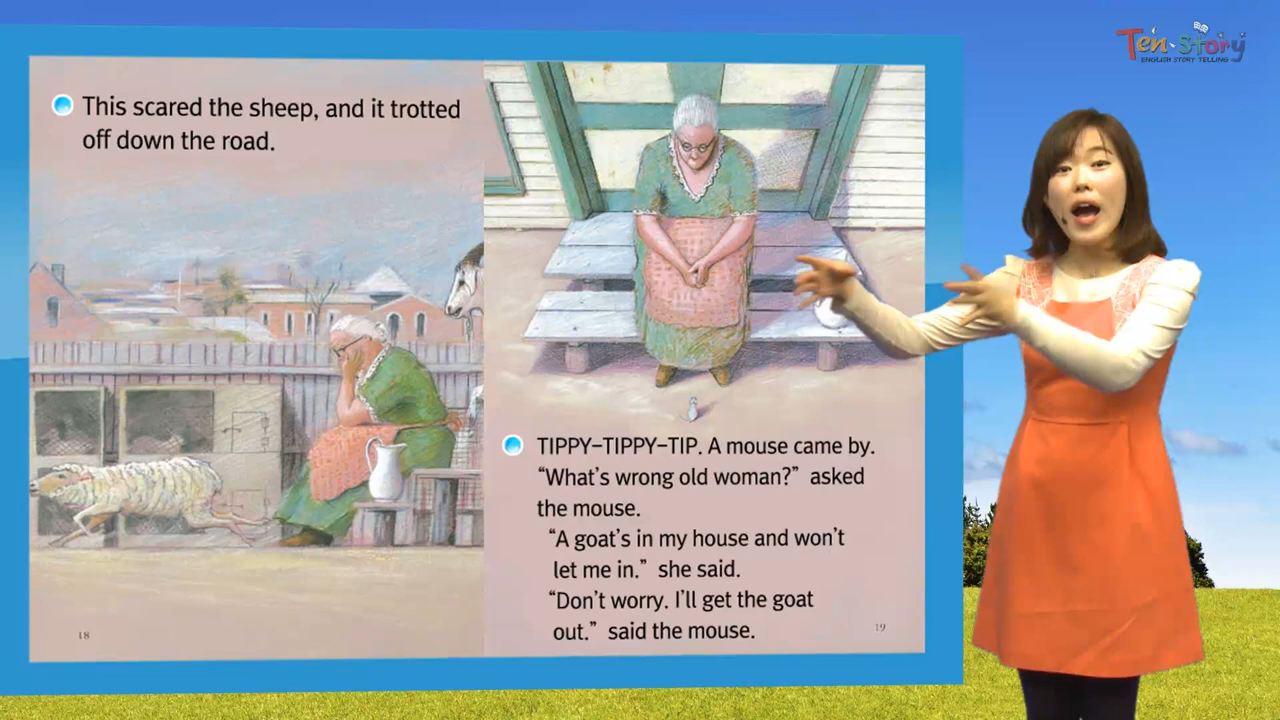 Ten Story
ENGLISH STORY TELLING
This scared the sheep, and it trotted
off down the road.
18
TIPPY–TIPPY–TIP. A mouse came by.
“What’s wrong old woman?” asked
the mouse.
“A goat’s in my house and won’t
let me in.” she said.
“Don’t worry. I’ll get the goat
out.” said the mouse.
19